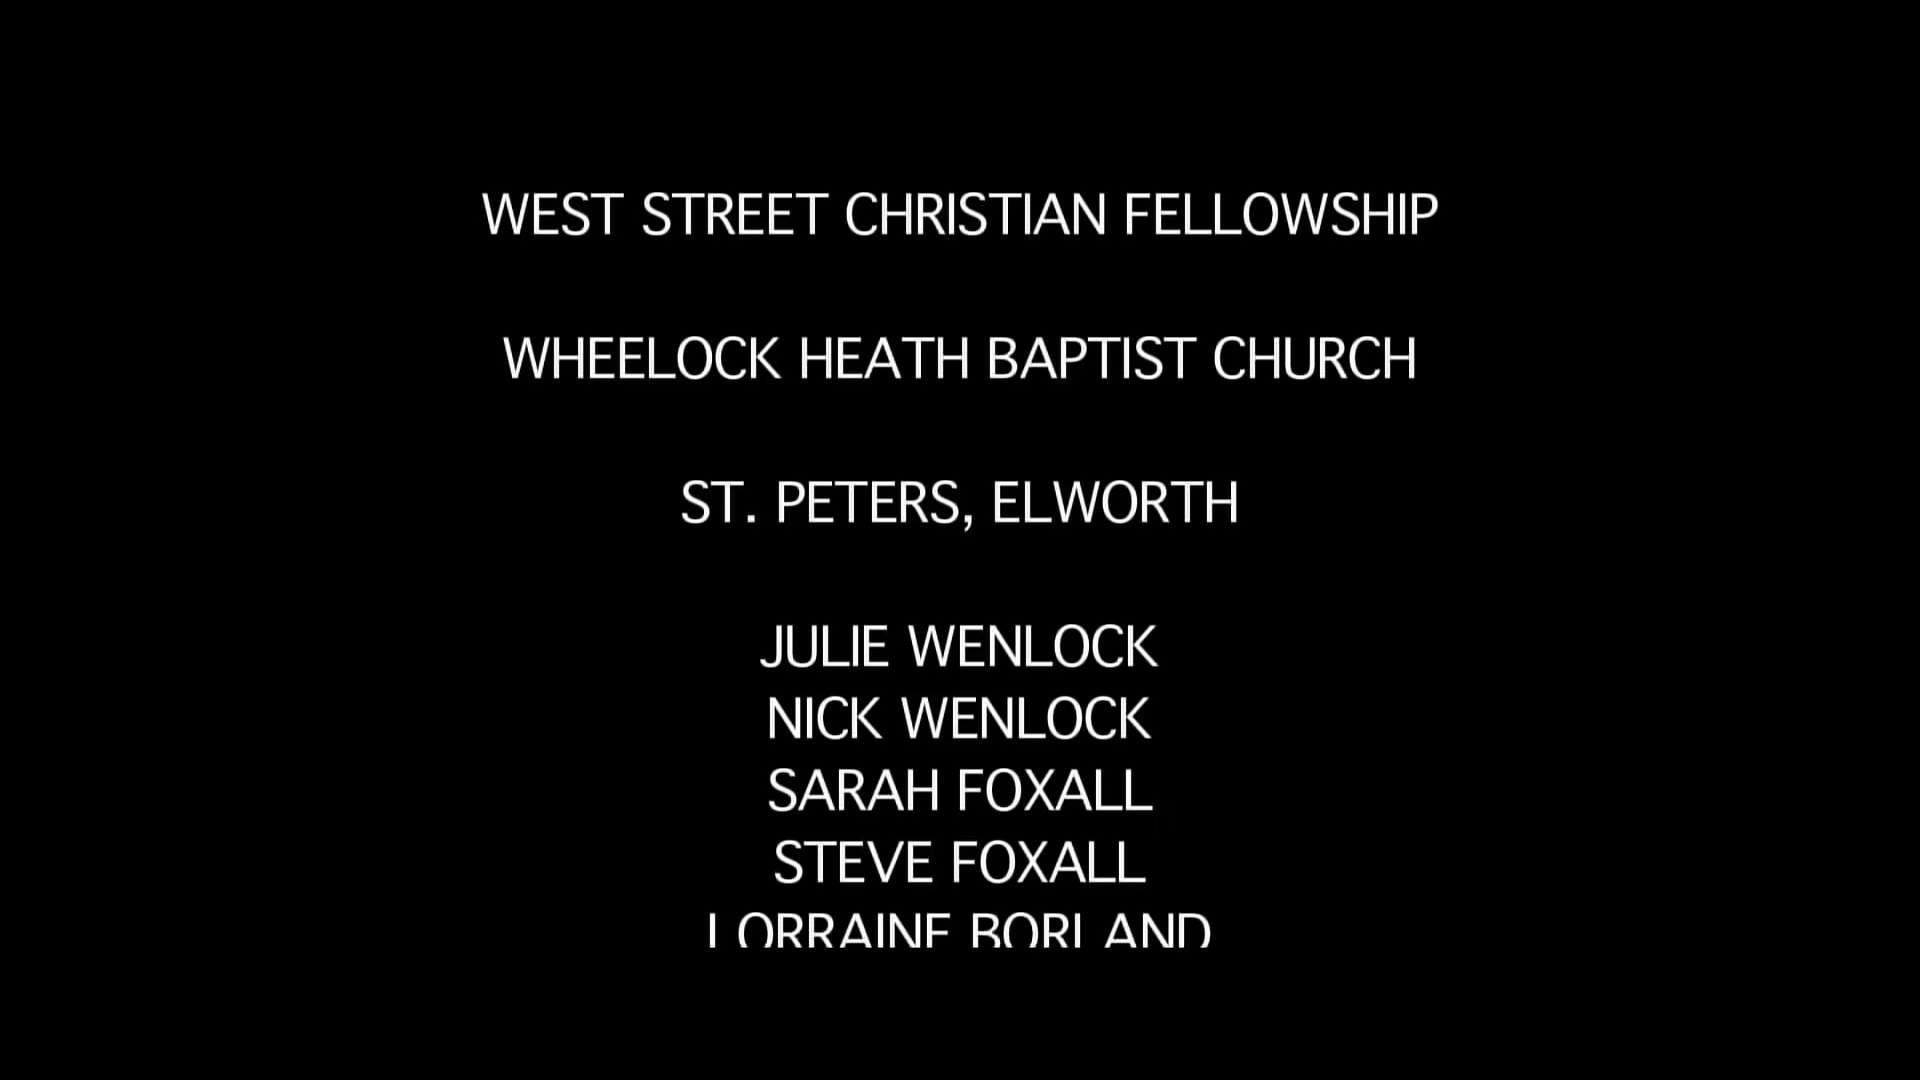 WEST STREET CHRISTIAN FELLOWSHIP
WHEELOCK HEATH BAPTIST CHURCH
ST. PETERS, ELWORTH
JULIE WENLOCK
NICK WENLOCK
SARAH FOXALL
STEVE FOXALL
LORRAINE BORLAND